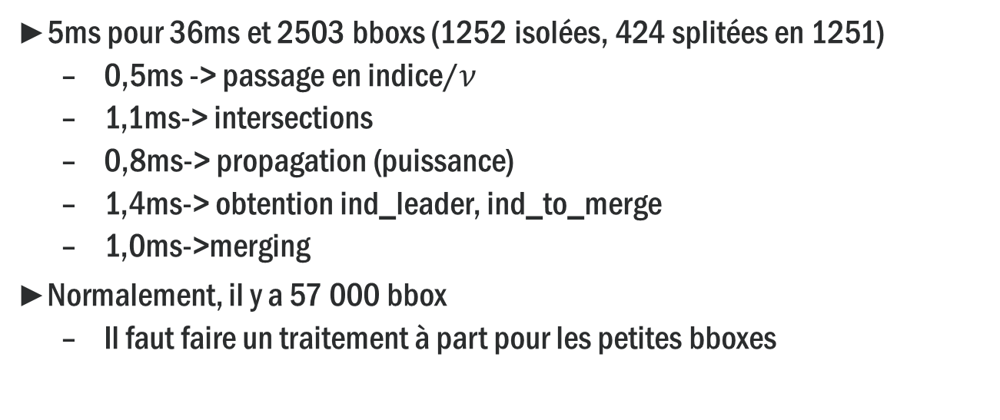 ►5ms pour 36ms et 2503 bboxs (1252 isolées, 424 splitées en 1251)
– 0,5ms -> passage en indice/ν
– 1,1ms-> intersections
– 0,8ms-> propagation (puissance)
– 1,4ms-> obtention ind_leader, ind_to_merge
– 1,0ms->merging
►Normalement, il y a 57 000 bbox
– Il faut faire un traitement à part pour les petites bboxes